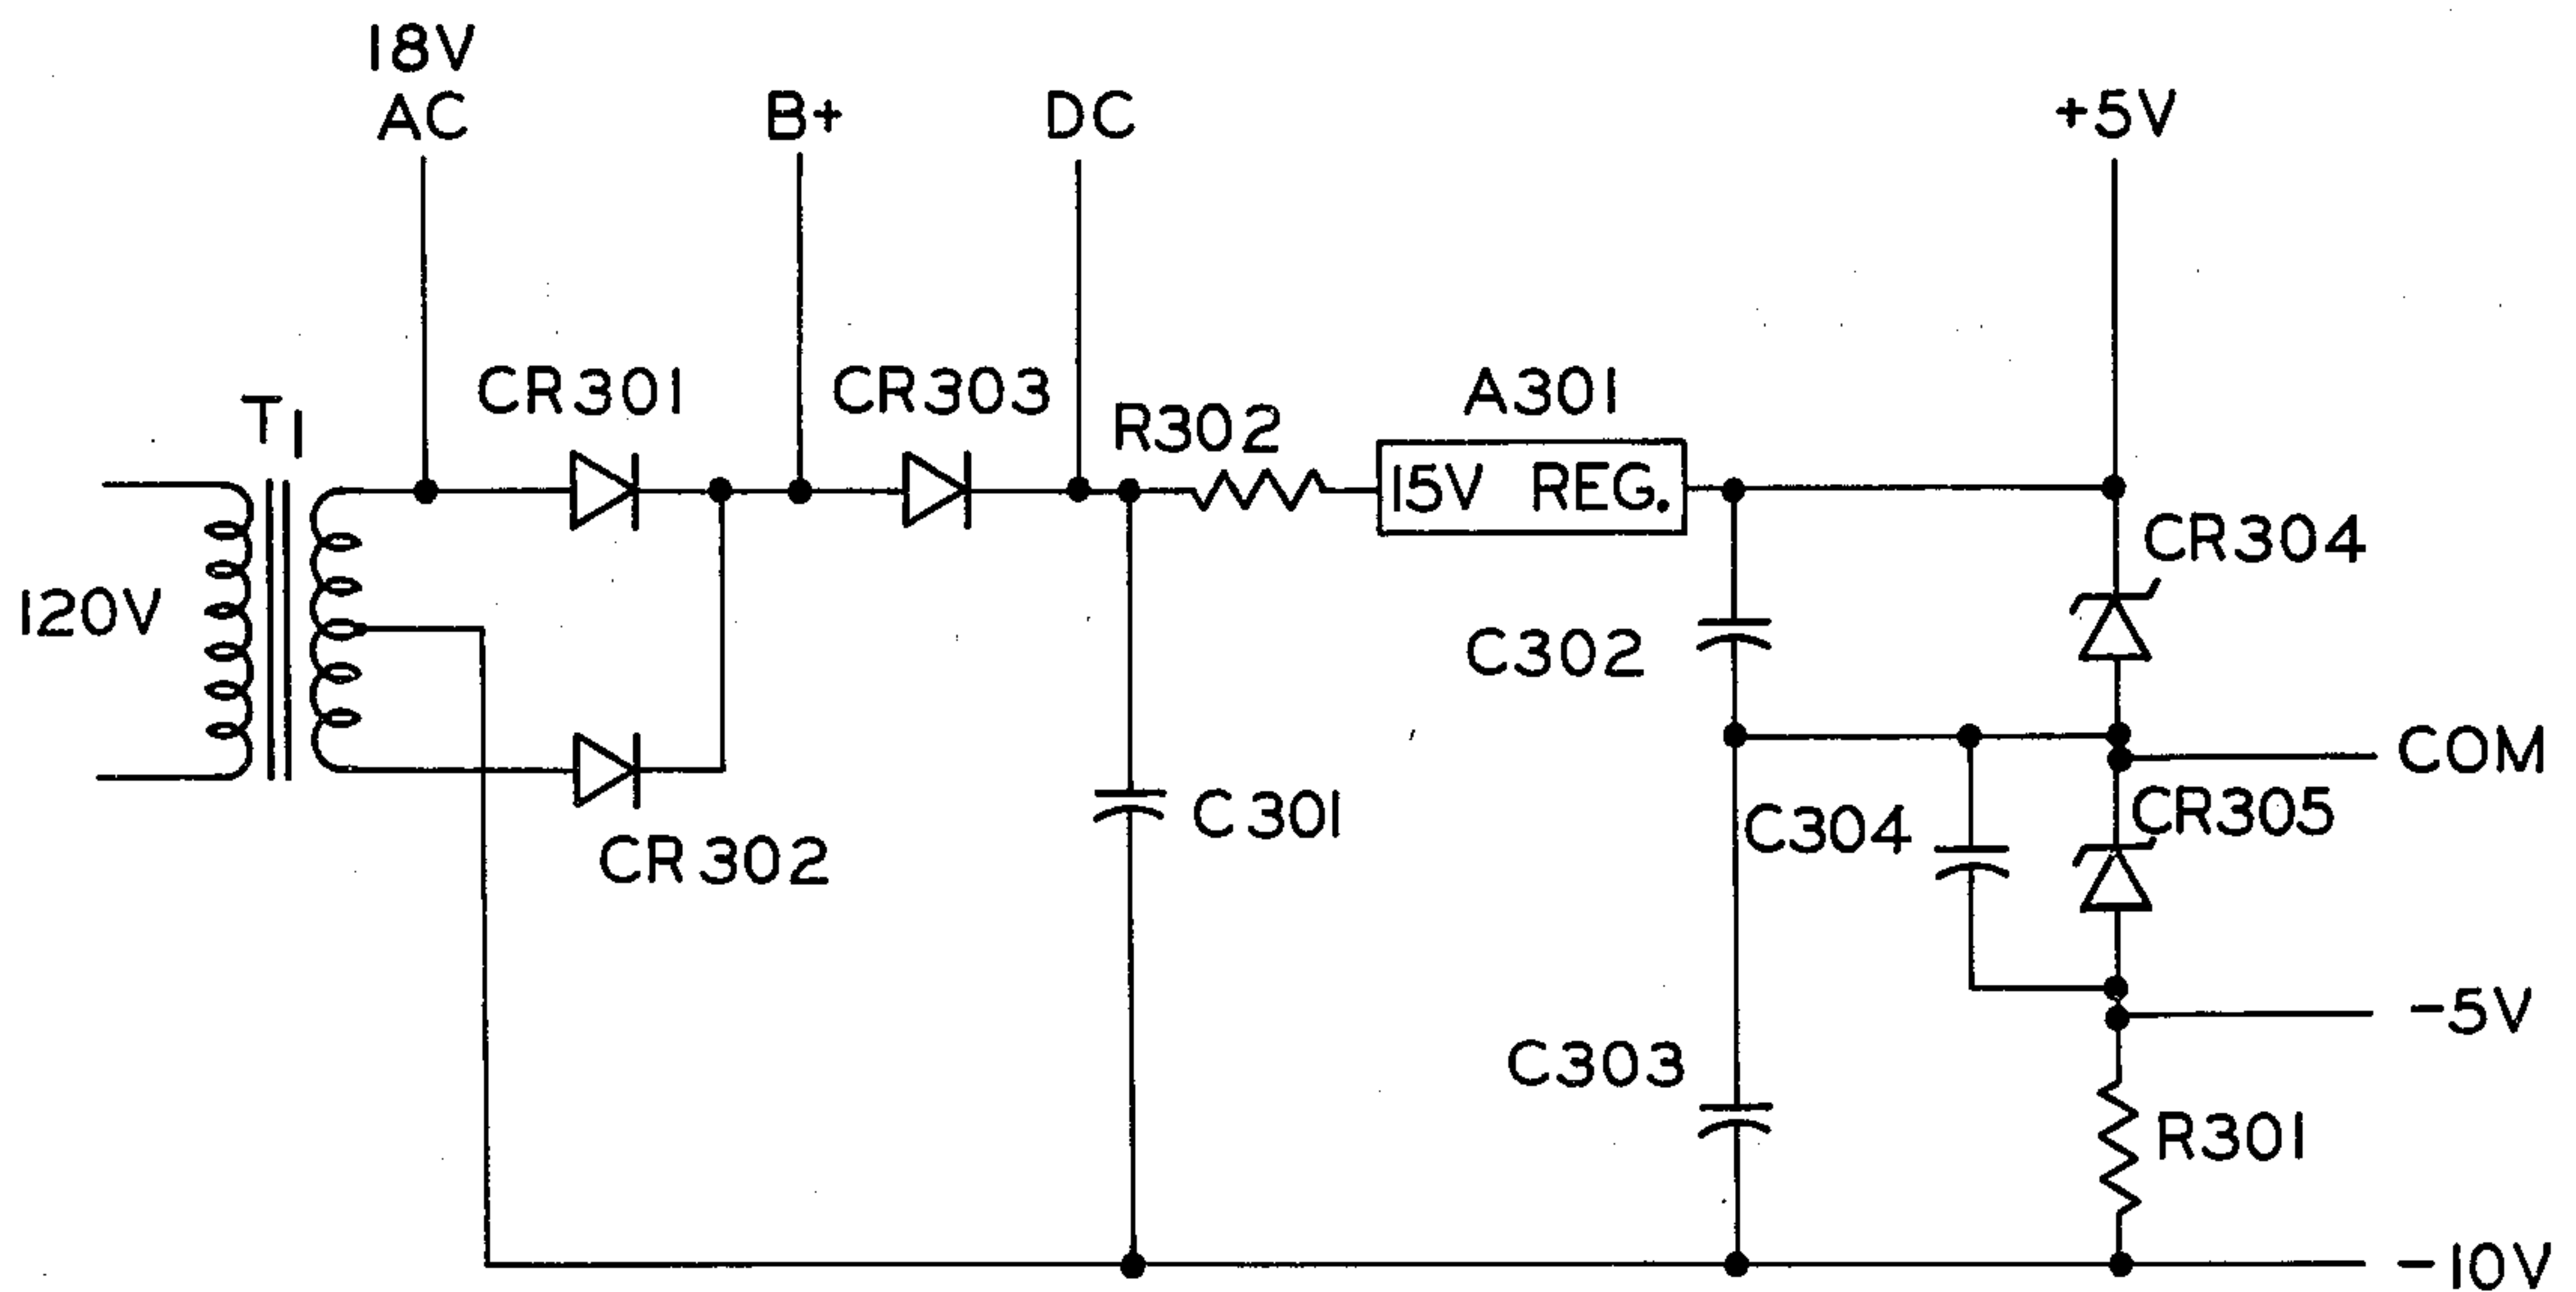 18V
AC
B+
DC
+5V
CR301
CR303
A301
T1
R302
15V REG.
CR304
120V
C302
COM
C301
C304
CR305
CR302
-5V
C303
R301
-10V